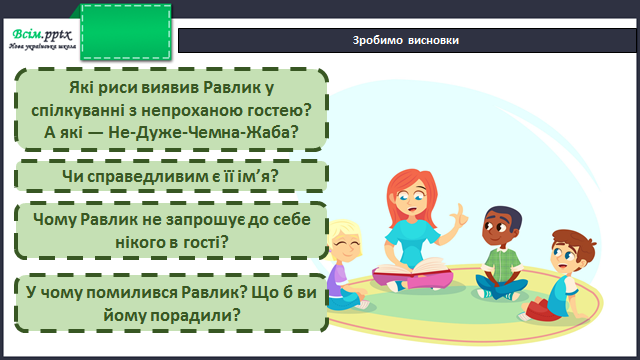 Всім.pptx
Нова українська школа
Зробимо висновки
Які риси виявив Равлик у
спілкуванні з непроханою гостею?
А які — Не-Дуже-Чемна-Жаба?
Чи справедливим є її ім’я?
Чому Равлик не запрошує до себе
нікого в гості?
У чому помилився Равлик? Що б ви
йому порадили?